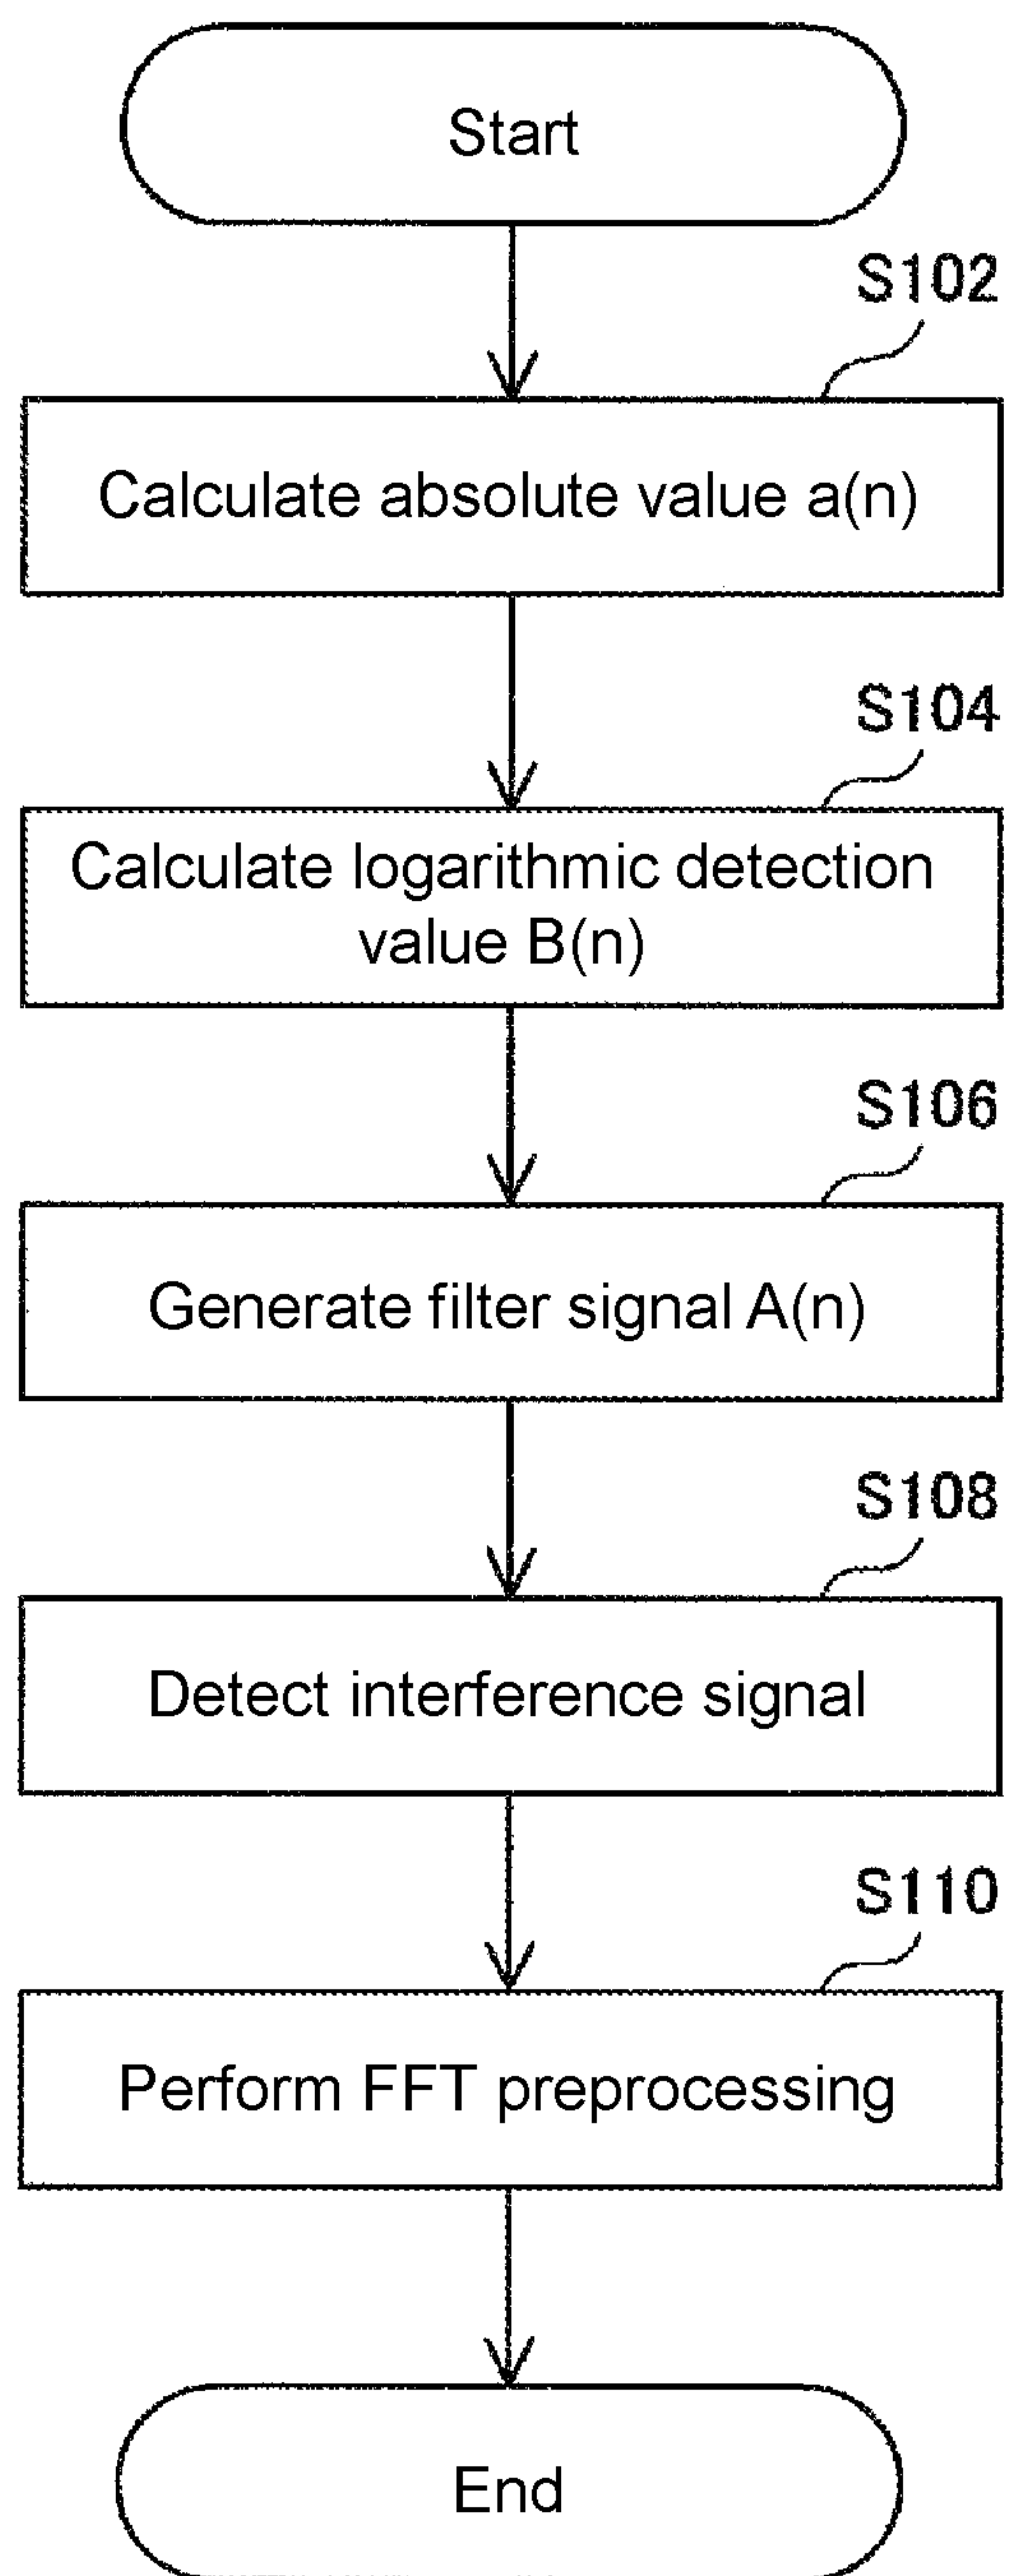 Start
S102
Calculate absolute value a(n)
S104
Calculate logarithmic detection
value B(n)
S106
Generate filter signal A(n)
S108
Detect interference signal
S110
Perform FFT preprocessing
End